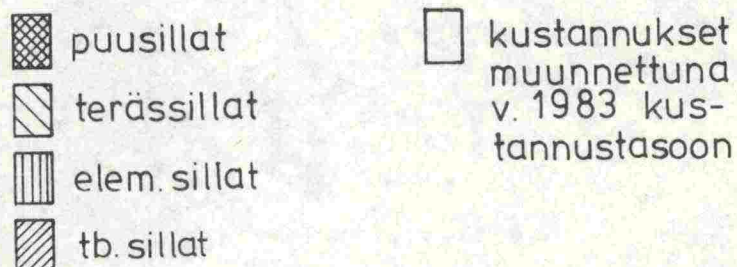 puusillat
terässillat
elem. sillat
tb. sillat
kustannukset
muunnettuna
v. 1983 kus-
tannustasoon